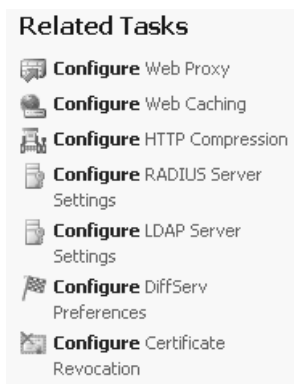 Related Tasks
Configure Web Proxy
Configure Web Caching
Configure HTTP Compression
Configure RADIUS Server
Settings
Configure LDAP Server
Settings
Configure DiffServ
Preferences
Configure Certificate
Revocation